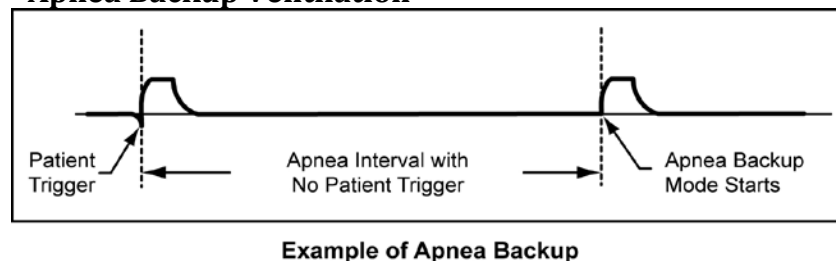 Apnea Backup Ventilation
Patient
Trigger
Apnea Interval with
No Patient Trigger
Apnea Backup
Mode Starts
Example of Apnea Backup